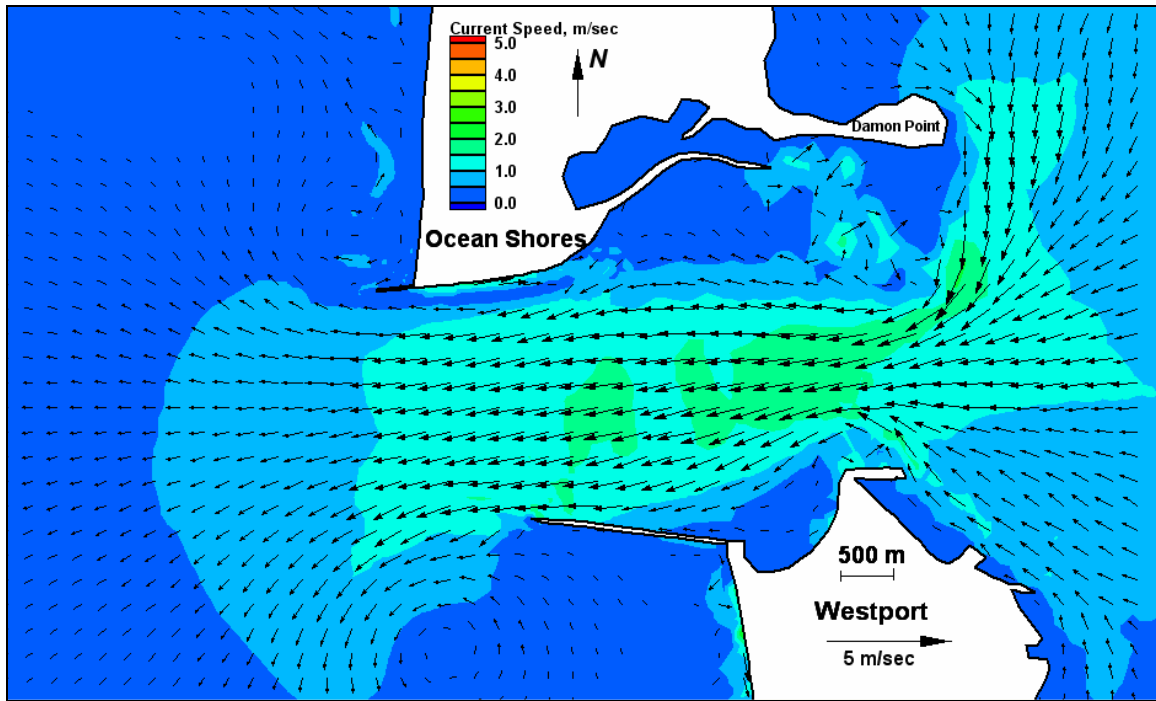 Current Speed, m/sec
5.0
4.0
3.0
2.0
1.0
0.0
N
Damon Point
Ocean Shores
500 m
Westport
5 m/sec